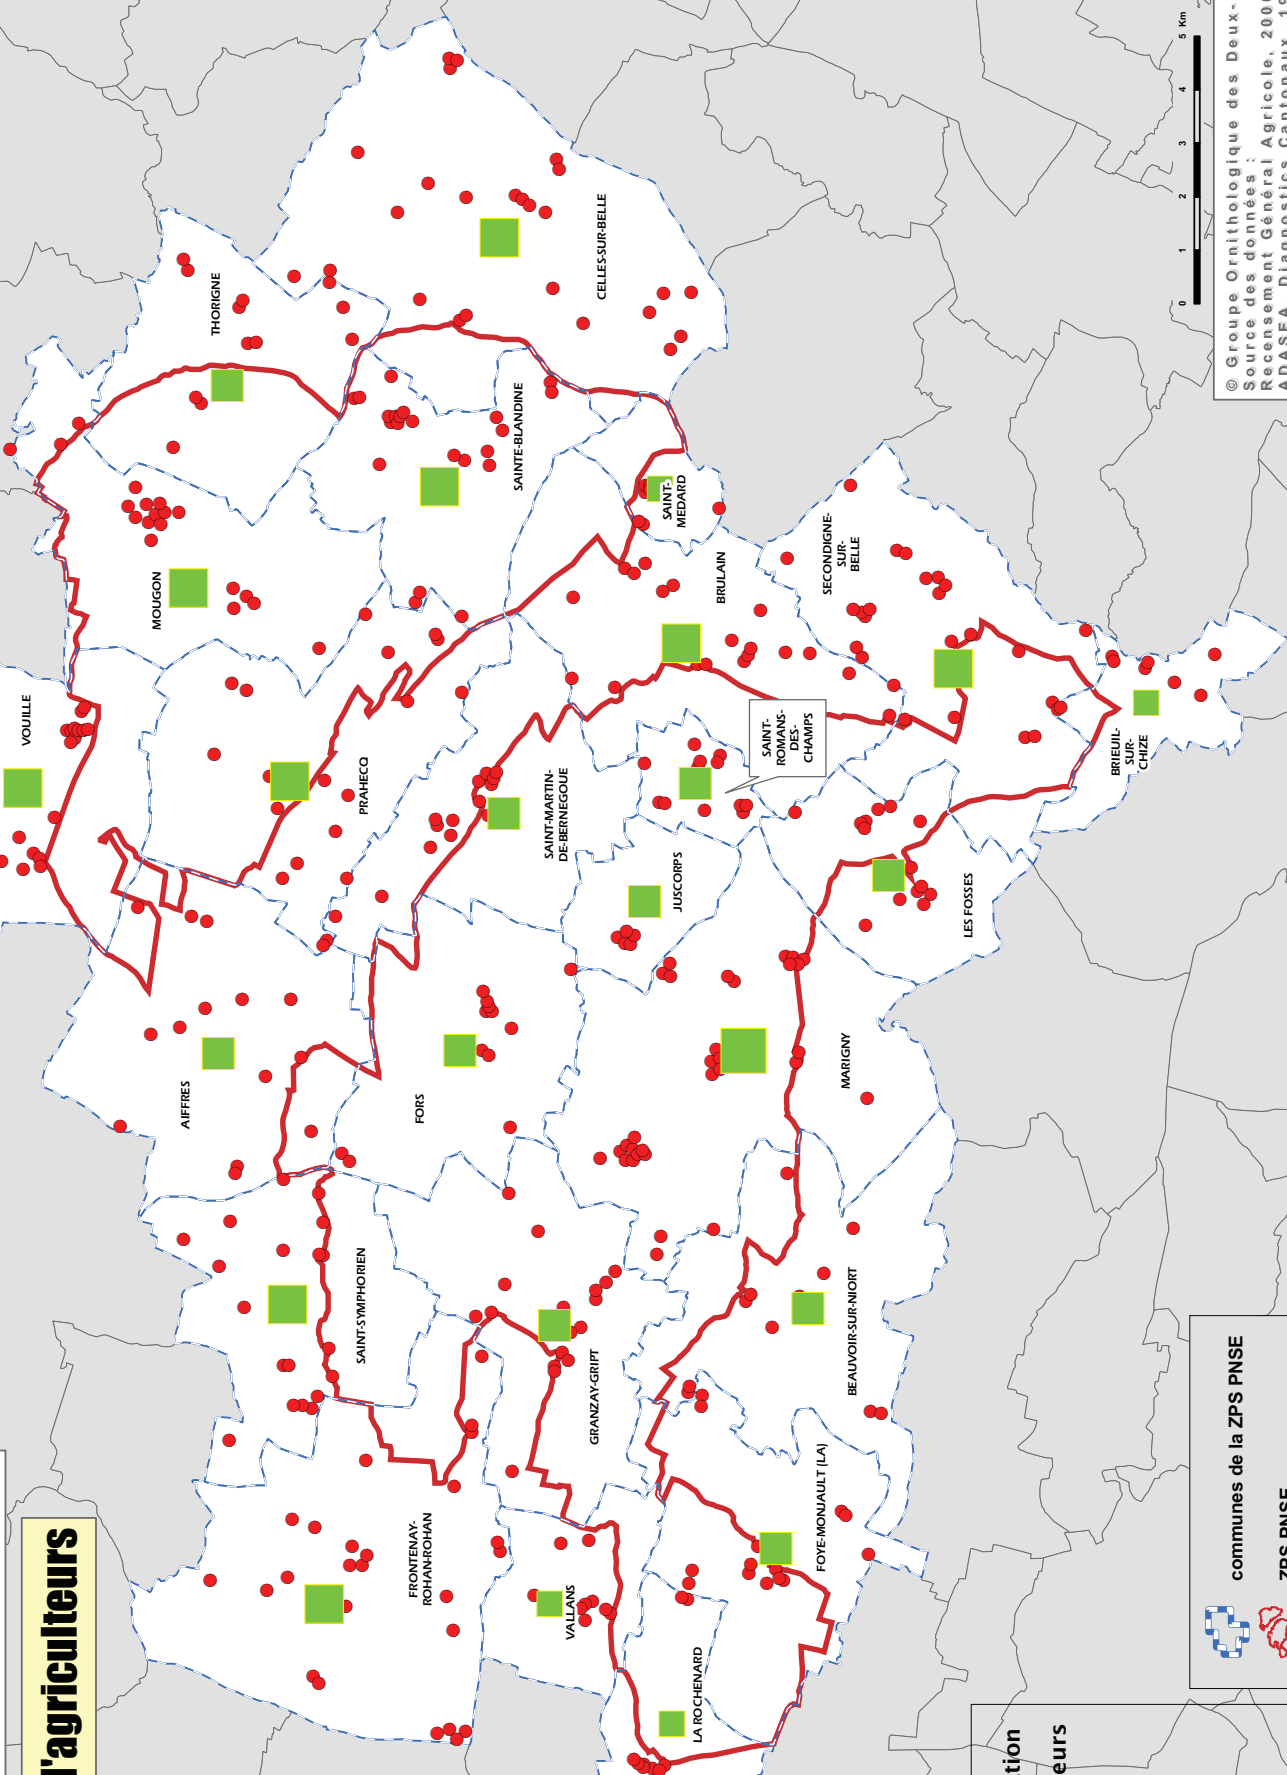 l'agriculteurs
VOUILLE
THORIGNE
MOUGON
CELLES-SUR-BELLE
SAINTE-BLANDINE
SAINT-
MEDARD
BRULAIN
SECONDIGNE-
SUR-
BELLE
PRAHECQ
SAINT-MARTIN-
DE-BERNEGOUE
SAINT-
ROMANS-
DES-
CHAMPS
BRIEUIL-
SUR-
CHIZE
JUSCORPS
LES FOSSES
AIFFRES
FORS
MARIGNY
SAINT-SYMPHORIEN
GRANZAY-GRIPT
BEAUVOIR-SUR-NIORT
FRONTENAY-
ROHAN-ROHAN
VALLANS
FOYE-MONJAULT (LA)
LA ROCHENARD
0 1 2 3 4 5 Km
© Groupe Ornithologique des Deux-
Source des données :
Recensement Général Agricole, 200
ADASEA Diagnostics Cantonaux
communes de la ZPS PNSE
ZPS PNSE
tion
eurs